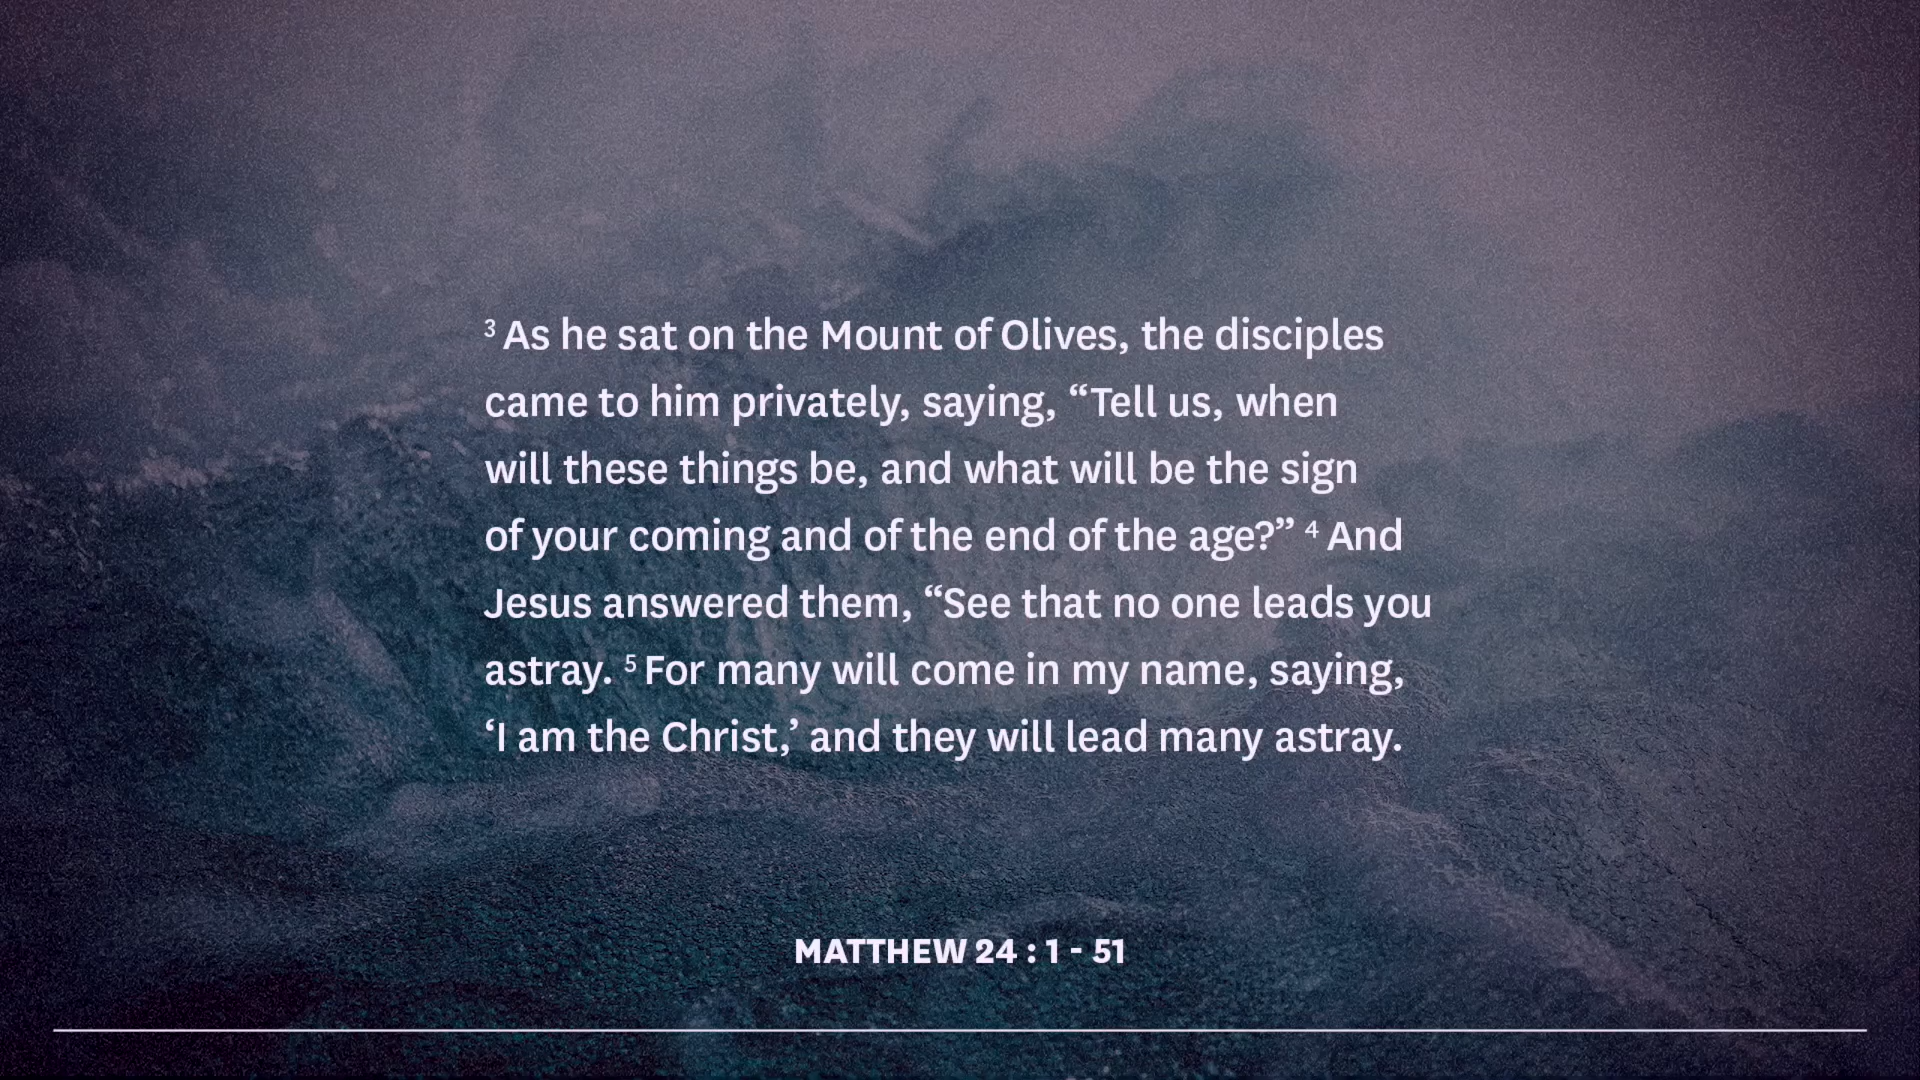 3 As he sat on the Mount of Olives, the disciples
came to him privately, saying, “Tell us, when
will these things be, and what will be the sign
of your coming and of the end of the age?” 4 And
Jesus answered them, “See that no one leads you
astray. 5 For many will come in my name, saying,
‘I am the Christ,’ and they will lead many astray.
MATTHEW 24 : 1 - 51